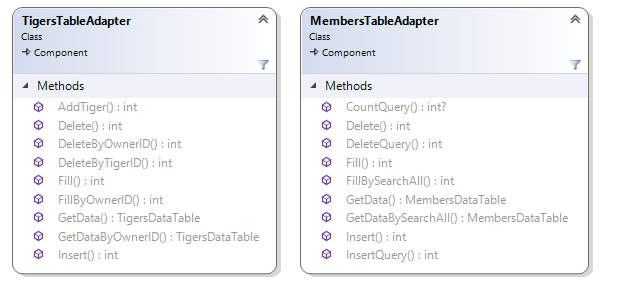 TigersTableAdapter
Class
Component
Methods
AddTiger() : int
Delete() : int
DeleteByOwnerID() : int
DeleteByTigerID() : int
Fill() : int
FillByOwnerID() : int
GetData() : TigersDataTable
GetDataByOwnerID() : TigersDataTable
Insert() : int
MembersTableAdapter
Class
Component
Methods
CountQuery() : int?
Delete() : int
DeleteQuery() : int
Fill() : int
FillBySearchAll() : int
GetData() : MembersDataTable
GetDataBySearchAll() : MembersDataTable
Insert() : int
InsertQuery() : int